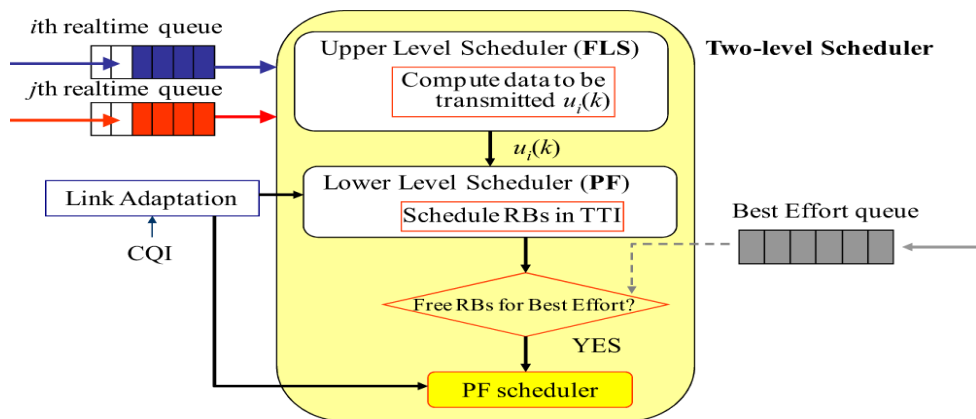 ith realtime queue
jth realtime queue
Upper Level Scheduler (FLS)
Compute data to be
transmitted u_i(k)
Two-level Scheduler
u_i(k)
Lower Level Scheduler (PF)
Schedule RBs in TTI
Link Adaptation
CQI
Best Effort queue
Free RBs for Best Effort?
YES
PF scheduler